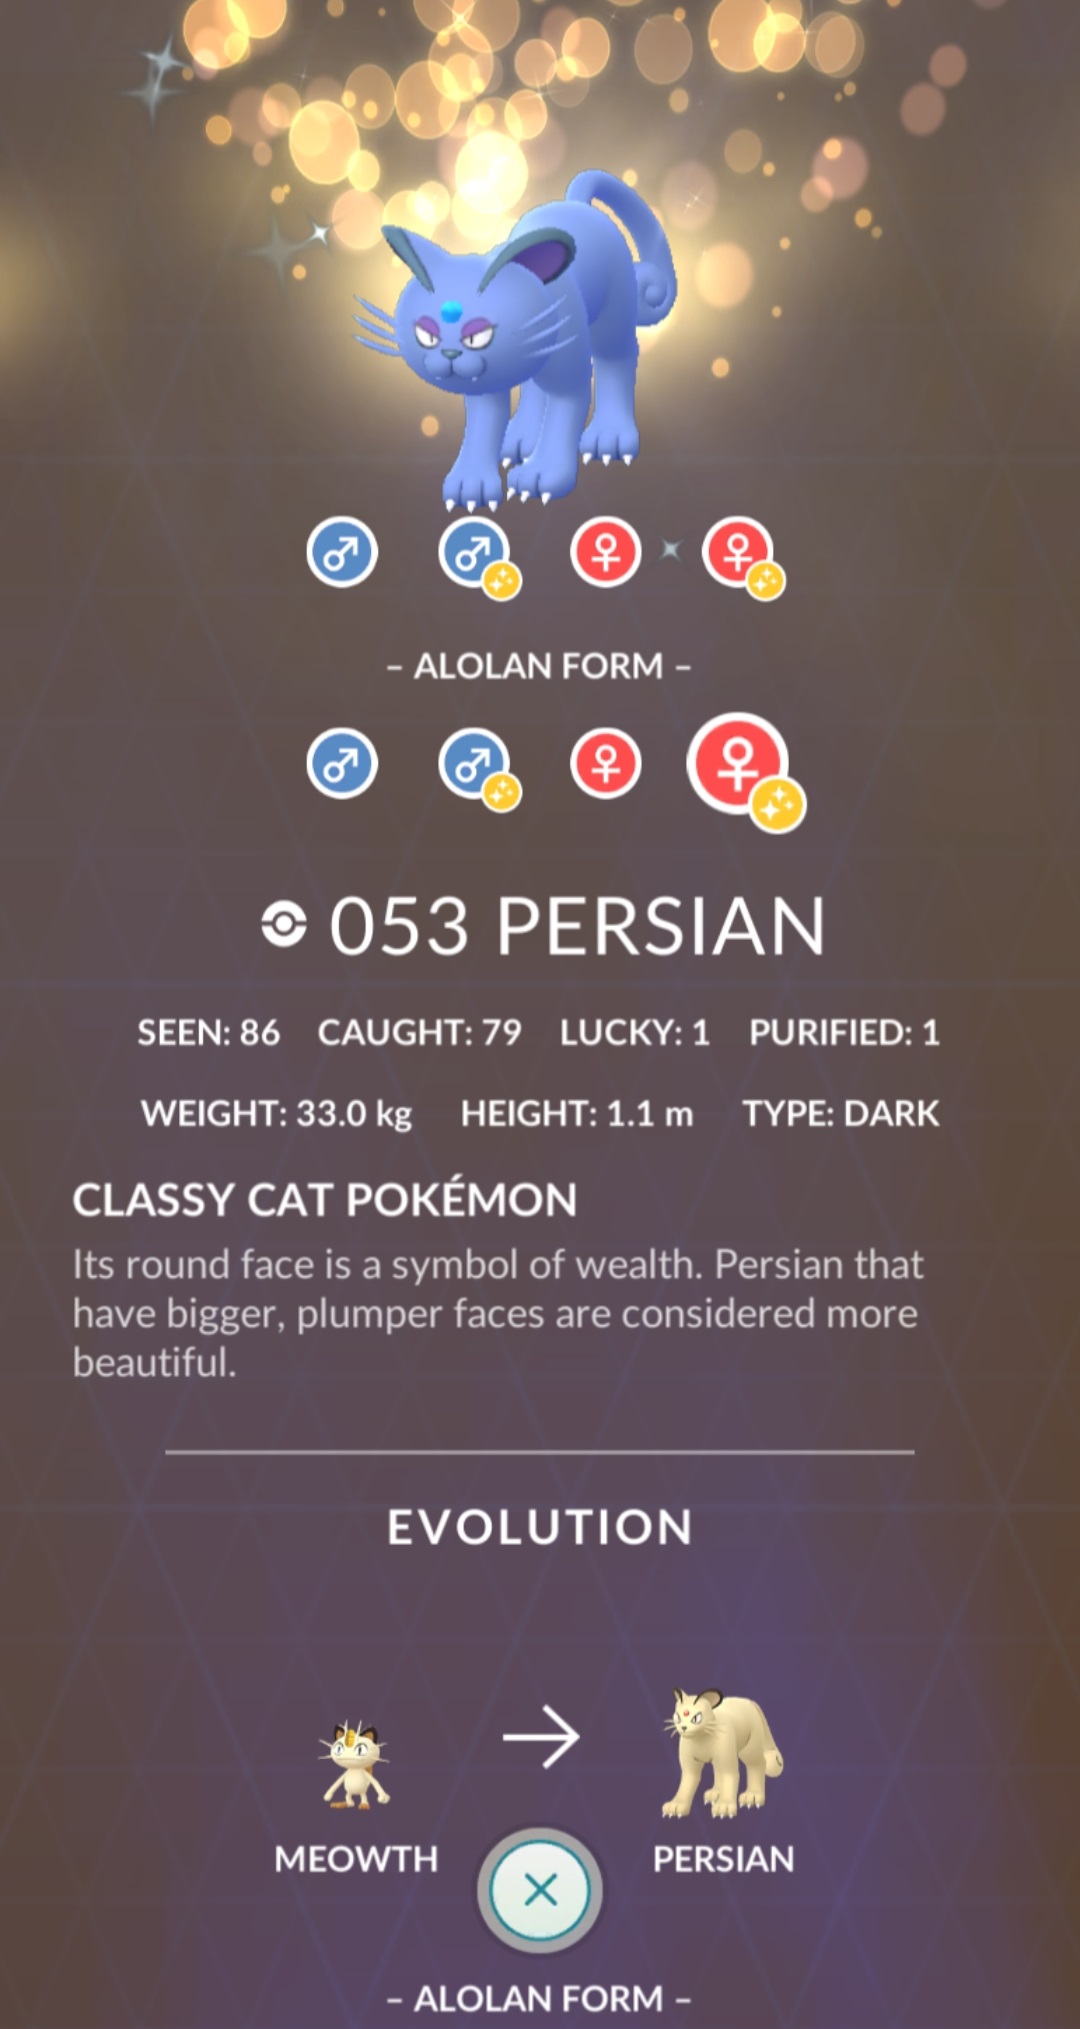 – ALOLAN FORM –
053 PERSIAN
SEEN: 86 CAUGHT: 79 LUCKY: 1 PURIFIED: 1
WEIGHT: 33.0 kg HEIGHT: 1.1 m TYPE: DARK
CLASSY CAT POKÉMON
Its round face is a symbol of wealth. Persian that
have bigger, plumper faces are considered more
beautiful.
EVOLUTION
MEOWTH PERSIAN
– ALOLAN FORM –